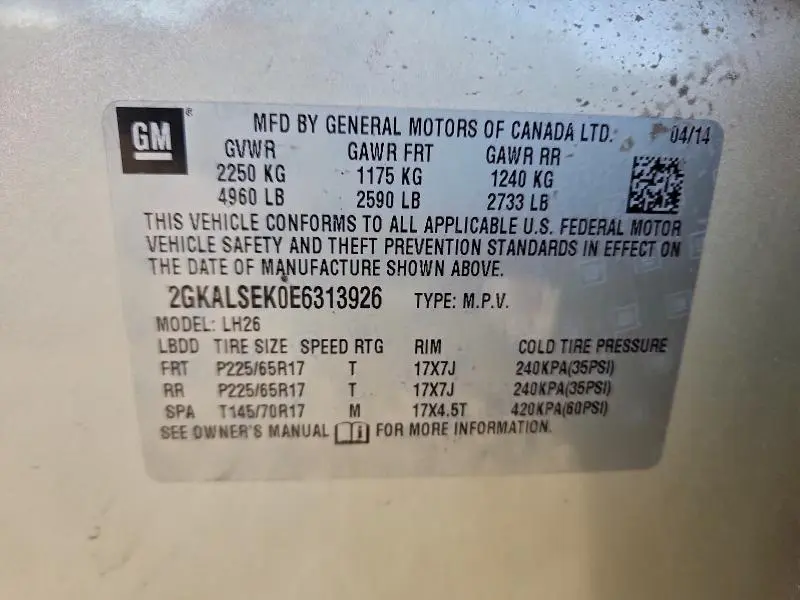 GM ® MFD BY GENERAL MOTORS OF CANADA LTD. 04/14
GVWR GAWR FRT GAWR RR
2250 KG 1175 KG 1240 KG
4960 LB 2590 LB 2733 LB
THIS VEHICLE CONFORMS TO ALL APPLICABLE U.S. FEDERAL MOTOR
VEHICLE SAFETY AND THEFT PREVENTION STANDARDS IN EFFECT ON
THE DATE OF MANUFACTURE SHOWN ABOVE.
2GKALSEK0E6313926 TYPE: M.P.V.
MODEL: LH26
LBDD TIRE SIZE SPEED RTG RIM COLD TIRE PRESSURE
FRT P225/65R17 T 17X7J 240KPA(35PSI)
RR P225/65R17 T 17X7J 240KPA(35PSI)
SPA T145/70R17 M 17X4.5T 420KPA(60PSI)
SEE OWNER'S MANUAL i FOR MORE INFORMATION.